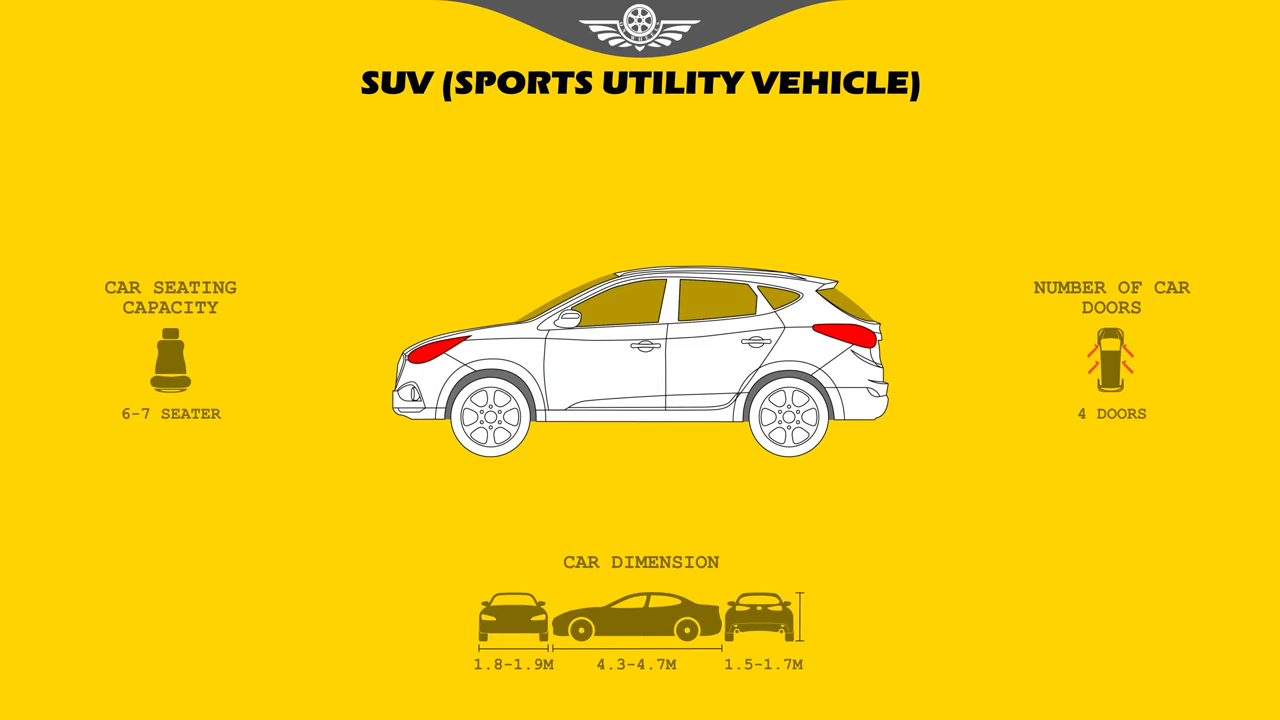 SUV (SPORTS UTILITY VEHICLE)
CAR SEATING
CAPACITY
6-7 SEATER
NUMBER OF CAR
DOORS
4 DOORS
CAR DIMENSION
1.8-1.9M
4.3-4.7M
1.5-1.7M